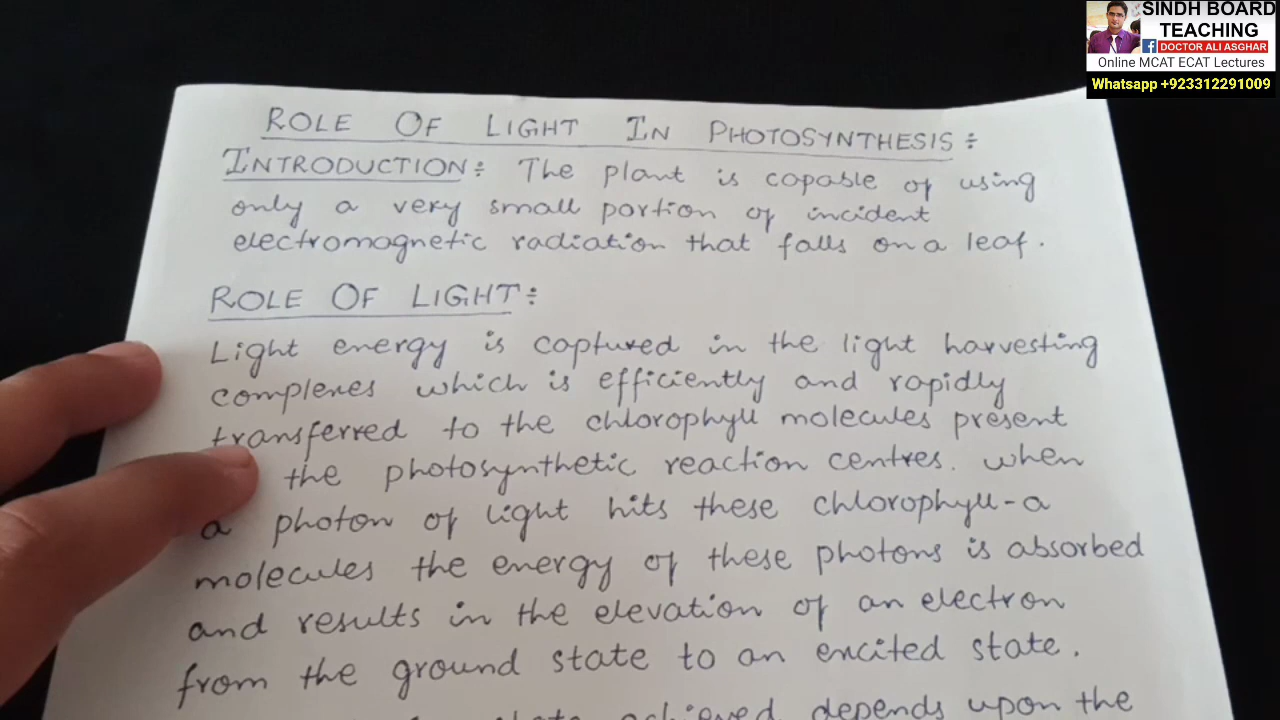 SINDH BOARD
TEACHING
f DOCTOR ALI ASGHAR
Online MCAT ECAT Lectures
Whatsapp +923312291009
ROLE OF LIGHT IN PHOTOSYNTHESIS:
INTRODUCTION: The plant is capable of using
only a very small portion of incident
electromagnetic radiation that falls on a leaf.
ROLE OF LIGHT:
Light energy is captured in the light harvesting
complexes which is efficiently and rapidly
transferred to the chlorophyll molecules present
the photosynthetic reaction centres. when
a photon of light hits these chlorophyll-a
molecules the energy of these photons is absorbed
and results in the elevation of an electron
from the ground state to an excited state.
achieved depends upon the